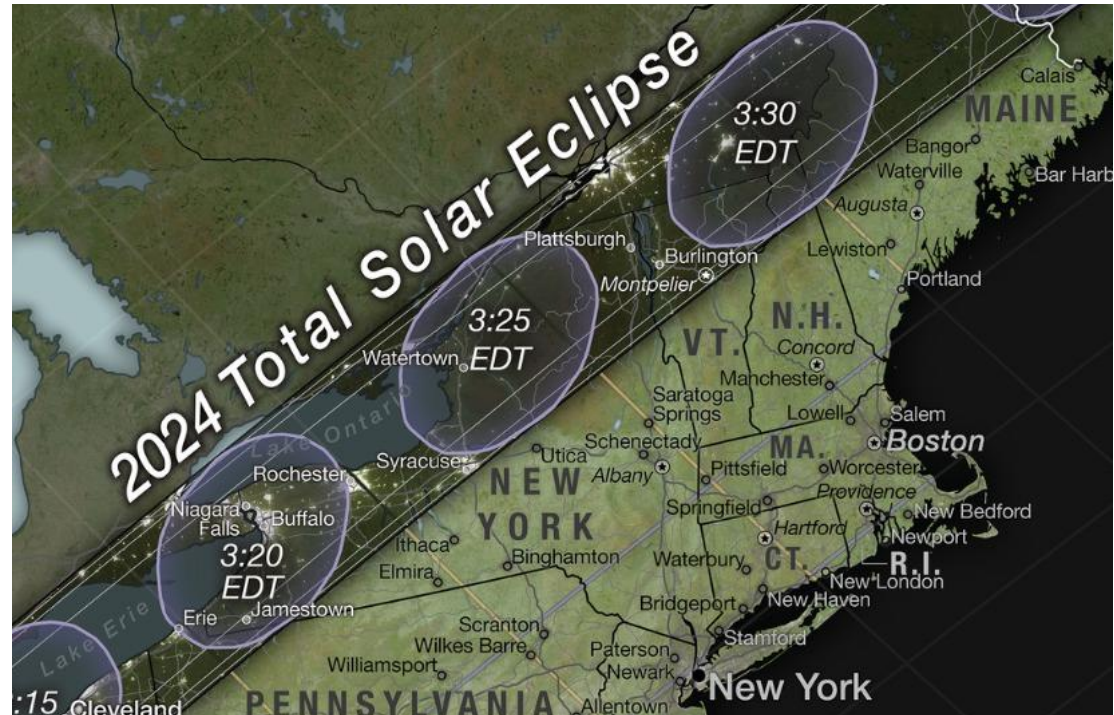 2024 Total Solar Eclipse
3:30
EDT
Calais
MAINE
Bangor
Waterville
Bar Harb
Augusta
Lewiston
Portland
Plattsburgh
Burlington
Montpelier
3:25
EDT
Watertown
VT.
N.H.
Concord
Manchester
Saratoga
Springs
Lowell
Salem
Boston
Lake Ontario
Rochester
Syracuse
Utica
Schenectady
Albany
MA.
Pittsfield
Worcester
Springfield
Providence
New Bedford
NEW
YORK
Niagara
Falls
Buffalo
3:20
EDT
Ithaca
Elmira
Binghamton
Hartford
Waterbury
CT.
Newport
R.I.
New London
New Haven
Bridgeport
Stamford
Lake Erie
Erie
Jamestown
Scranton
Wilkes Barre
Williamsport
Paterson
Newark
New York
Allentown
PENNSYLVANIA
:15
Cleveland